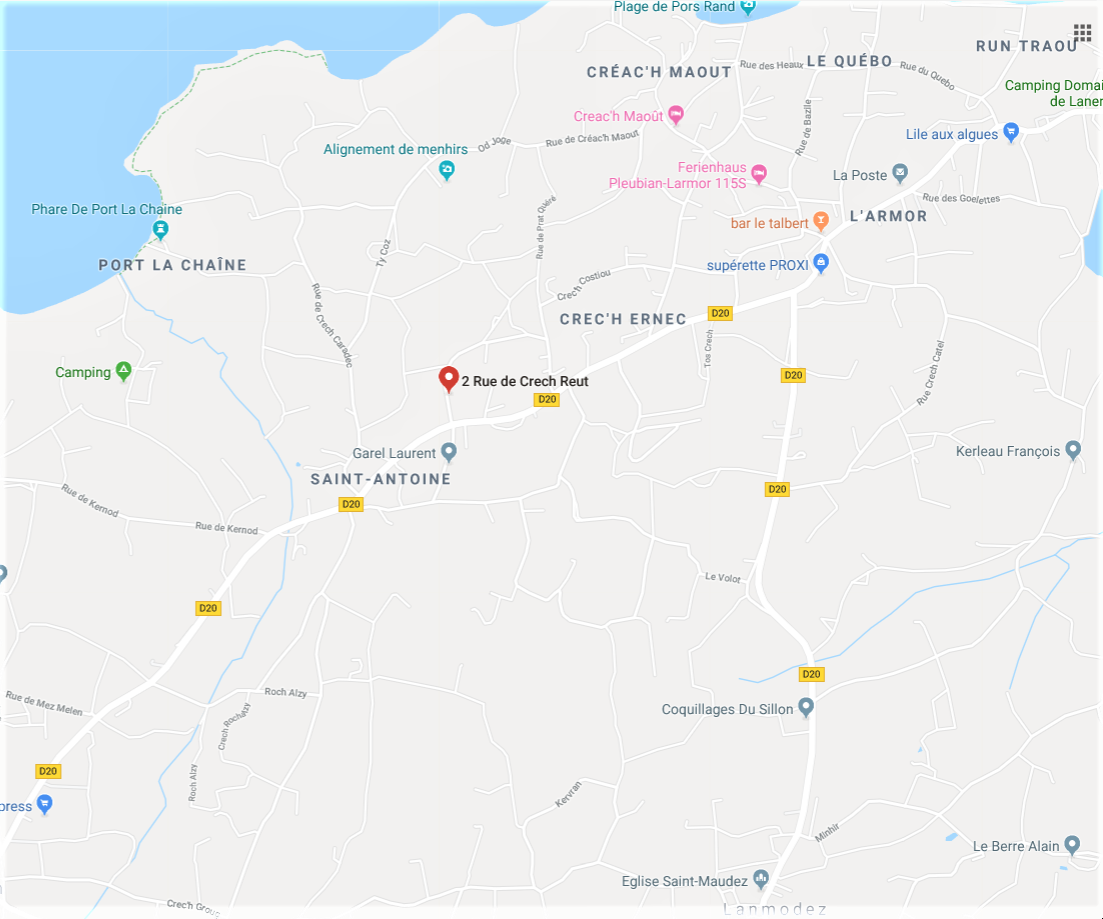 Plage de Pors Rand
RUN TRAOU
LE QUÉBO
CRÉAC'H MAOUT
Rue des Heaux
Rue du Quebo
Camping Domai
de Laner
Creac'h Maoût
Rue de Bazile
Lile aux algues
Od Joge
Rue de Créac'h Maout
Alignement de menhirs
Ferienhaus
Pleubian-Larmor 115S
La Poste
Rue des Goelettes
Phare De Port La Chaine
Rue de Prat Quéré
bar le talbert
L'ARMOR
Ty Coz
PORT LA CHAÎNE
supérette PROXI
Crec'h Costiou
Rue de Crech Caradec
CREC'H ERNEC
D20
Tos Crech
Rue Crech Catel
Camping
2 Rue de Crech Reut
D20
D20
Garel Laurent
Kerleau François
SAINT-ANTOINE
Rue de Kernod
D20
D20
Rue de Kernod
Le Volot
D20
D20
Roch Alzy
Rue de Mez Melen
Crech RochAlzy
Coquillages Du Sillon
D20
Roch Alzy
press
Kervran
Minhir
Le Berre Alain
Eglise Saint-Maudez
Crec'h Groug
Lanmodez